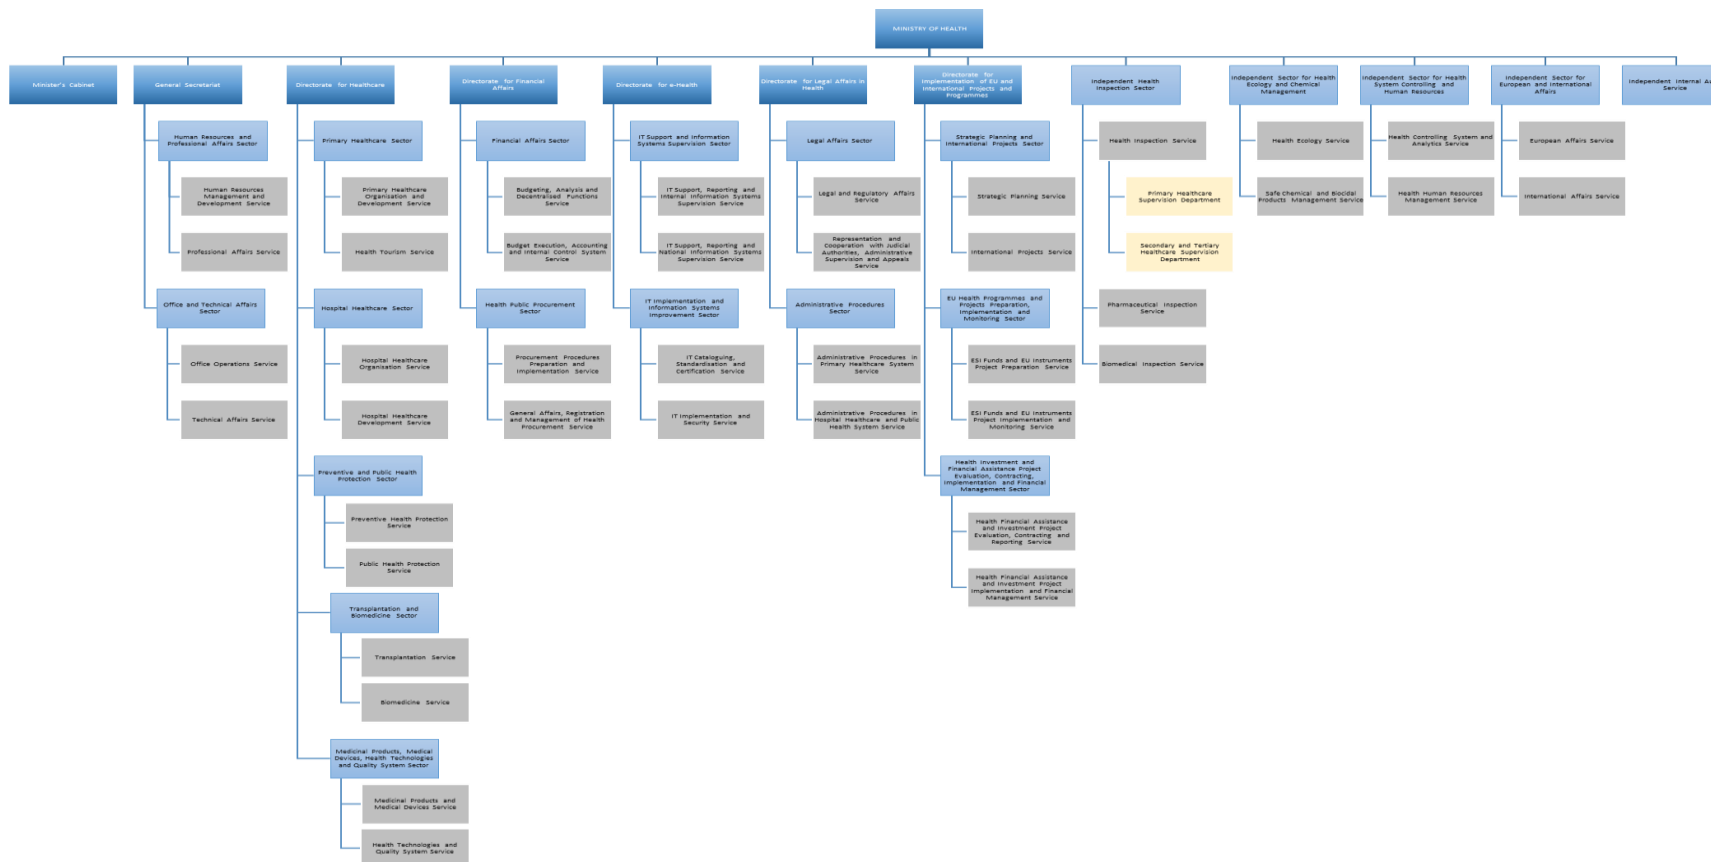 MINISTRY OF HEALTH
Minister's Cabinet
General Secretariat
Human Resources and
Professional Affairs Sector
Human Resources
Management and
Development Service
Professional Affairs Service
Office and Technical Affairs
Sector
Office Operations Service
Technical Affairs Service
Directorate for Healthcare
Primary Healthcare Sector
Primary Healthcare
Organisation and
Development Service
Health Tourism Service
Hospital Healthcare Sector
Hospital Healthcare
Organisation Service
Hospital Healthcare
Development Service
Preventive and Public Health
Protection Sector
Preventive Health Protection
Service
Public Health Protection
Service
Transplantation and
Biomedicine Sector
Transplantation Service
Biomedicine Service
Medicinal Products, Medical
Devices, Health Technologies
and Quality System Sector
Medicinal Products and
Medical Devices Service
Health Technologies and
Quality System Service
Directorate for Financial
Affairs
Financial Affairs Sector
Budgeting, Analysis and
Decentralised Functions
Service
Budget Execution, Accounting
and Internal Control System
Service
Health Public Procurement
Sector
Procurement Procedures
Preparation and
Implementation Service
General Affairs, Registration
and Management of Health
Procurement Service
Directorate for e-Health
IT Support and Information
Systems Supervision Sector
IT Support, Reporting and
Internal Information Systems
Supervision Service
IT Support, Reporting and
National Information Systems
Supervision Service
IT Implementation and
Information Systems
Improvement Sector
IT Cataloguing,
Standardisation and
Certification Service
IT Implementation and
Security Service
Directorate for Legal Affairs in
Health
Legal Affairs Sector
Legal and Regulatory Affairs
Service
Representation and
Cooperation with Judicial
Authorities, Administrative
Supervision and Appeals
Service
Administrative Procedures
Sector
Administrative Procedures in
Primary Healthcare System
Service
Administrative Procedures in
Hospital Healthcare and Public
Health System Service
Directorate for
Implementation of EU and
International Projects and
Programmes
Strategic Planning and
International Projects Sector
Strategic Planning Service
International Projects Service
EU Health Programmes and
Projects Preparation,
Implementation and
Monitoring Sector
ESI Funds and EU Instruments
Project Preparation Service
ESI Funds and EU Instruments
Project Implementation and
Monitoring Service
Health Investment and
Financial Assistance Project
Evaluation, Contracting,
Implementation and Financial
Management Sector
Health Financial Assistance
and Investment Project
Evaluation, Contracting and
Reporting Service
Health Financial Assistance
and Investment Project
Implementation and Financial
Management Service
Independent Health
Inspection Sector
Health Inspection Service
Primary Healthcare
Supervision Department
Secondary and Tertiary
Healthcare Supervision
Department
Pharmaceutical Inspection
Service
Biomedical Inspection Service
Independent Sector for Health
Ecology and Chemical
Management
Health Ecology Service
Safe Chemical and Biocidal
Products Management Service
Independent Sector for Health
System Controlling and
Human Resources
Health Controlling System and
Analytics Service
Health Human Resources
Management Service
Independent Sector for
European and International
Affairs
European Affairs Service
International Affairs Service
Independent Internal Au
Service